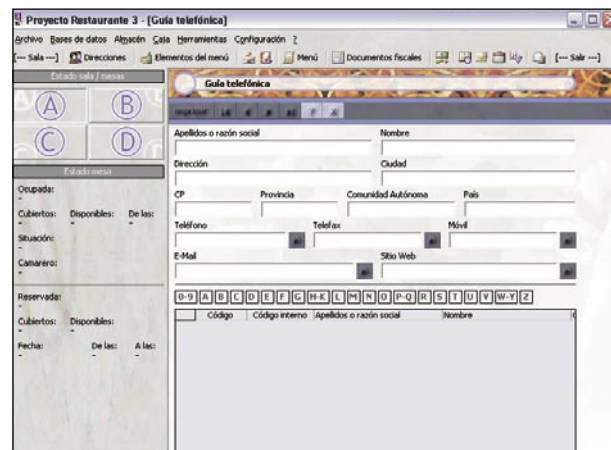 Proyecto Restaurante 3 - [Guía telefónica]
Archivo Bases de datos Almacén Caja Herramientas Configuración ?
[--- Sala ---] Direcciones Elementos del menú Menú Documentos fiscales [--- Salir ---]
Estado sala / mesas
Guía telefónica
A B
C D
Apellidos o razón social Nombre
Dirección Ciudad
Estado mesa
Ocupada:
-
CP Provincia Comunidad Autónoma País
Cubiertos: Disponibles: De las:
- - -
Teléfono Telefax Móvil
Situación:
-
Camarero:
-
E-Mail Sitio Web
Reservada:
-
0-9 A B C D E F G H-K L M N O P-Q R S T U V W-Y Z
Cubiertos: Disponibles:
- -
Código Código interno Apellidos o razón social Nombre
Fecha: De las: A las:
- - -